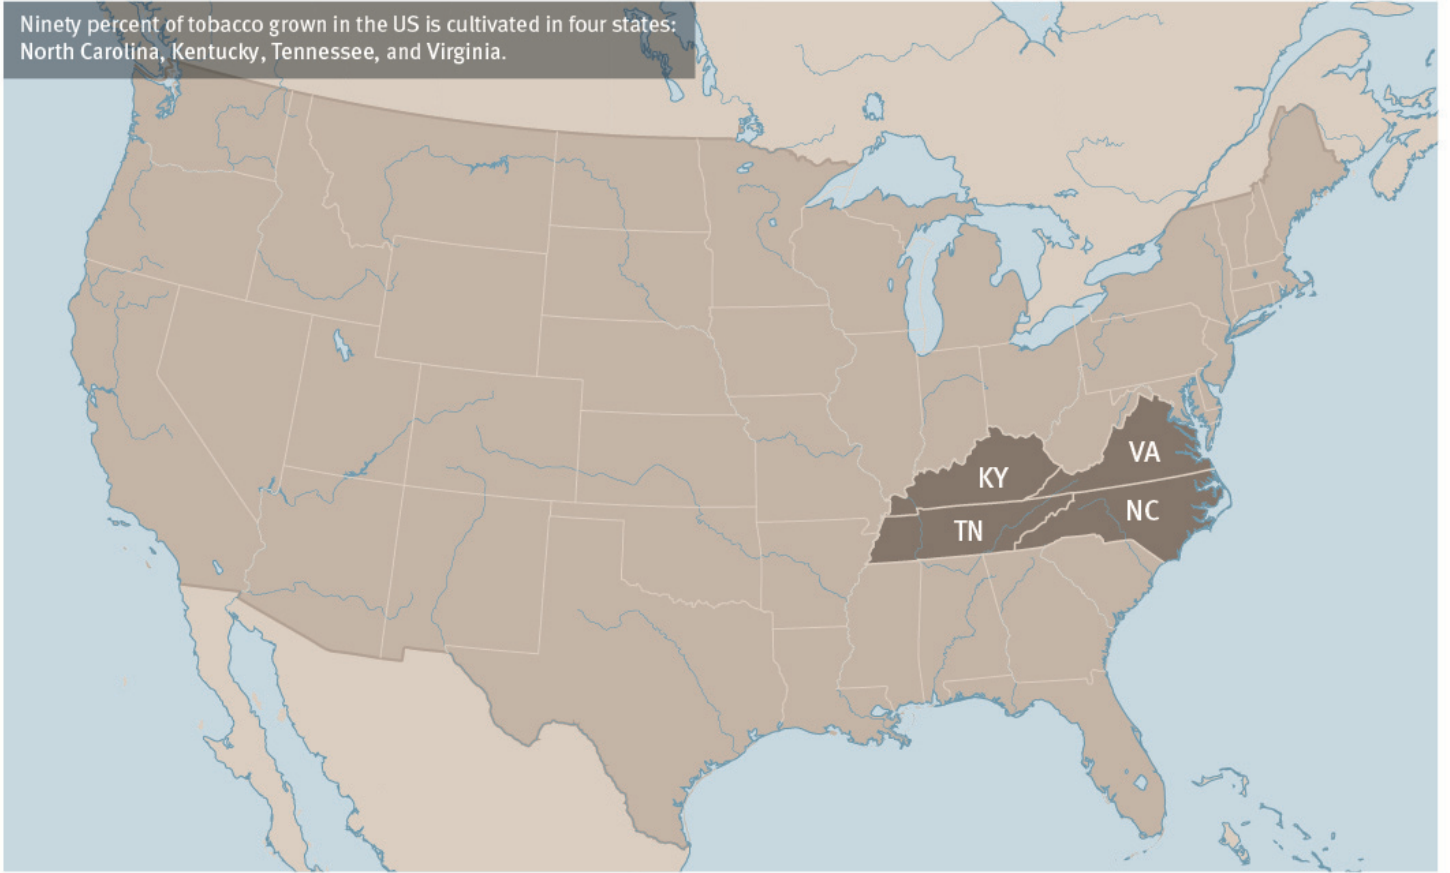 Ninety percent of tobacco grown in the US is cultivated in four states:
North Carolina, Kentucky, Tennessee, and Virginia.
VA
KY
NC
TN